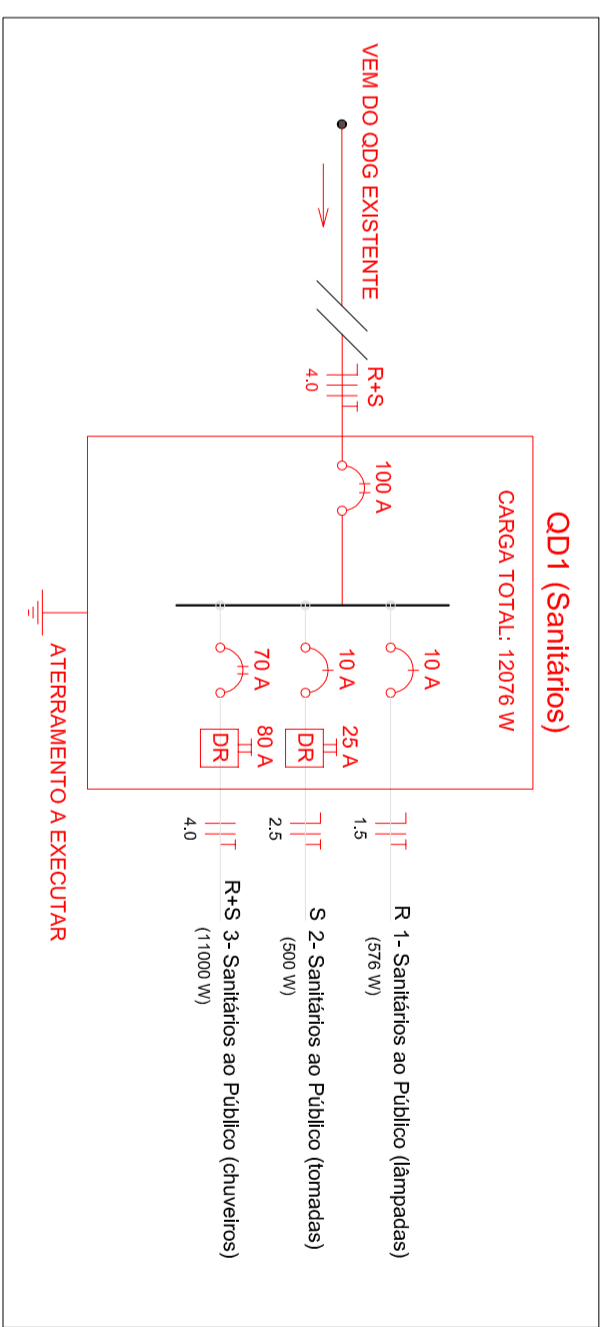 QD1 (Sanitários)
CARGA TOTAL: 12076 W
VEM DO QDG EXISTENTE
R+S
4.0
100 A
10 A
1.5
R 1- Sanitários ao Público (lâmpadas)
(576 W)
10 A
25 A
DR
2.5
S 2- Sanitários ao Público (tomadas)
(500 W)
70 A
80 A
DR
4.0
R+S 3- Sanitários ao Público (chuveiros)
(11000 W)
ATERRAMENTO A EXECUTAR